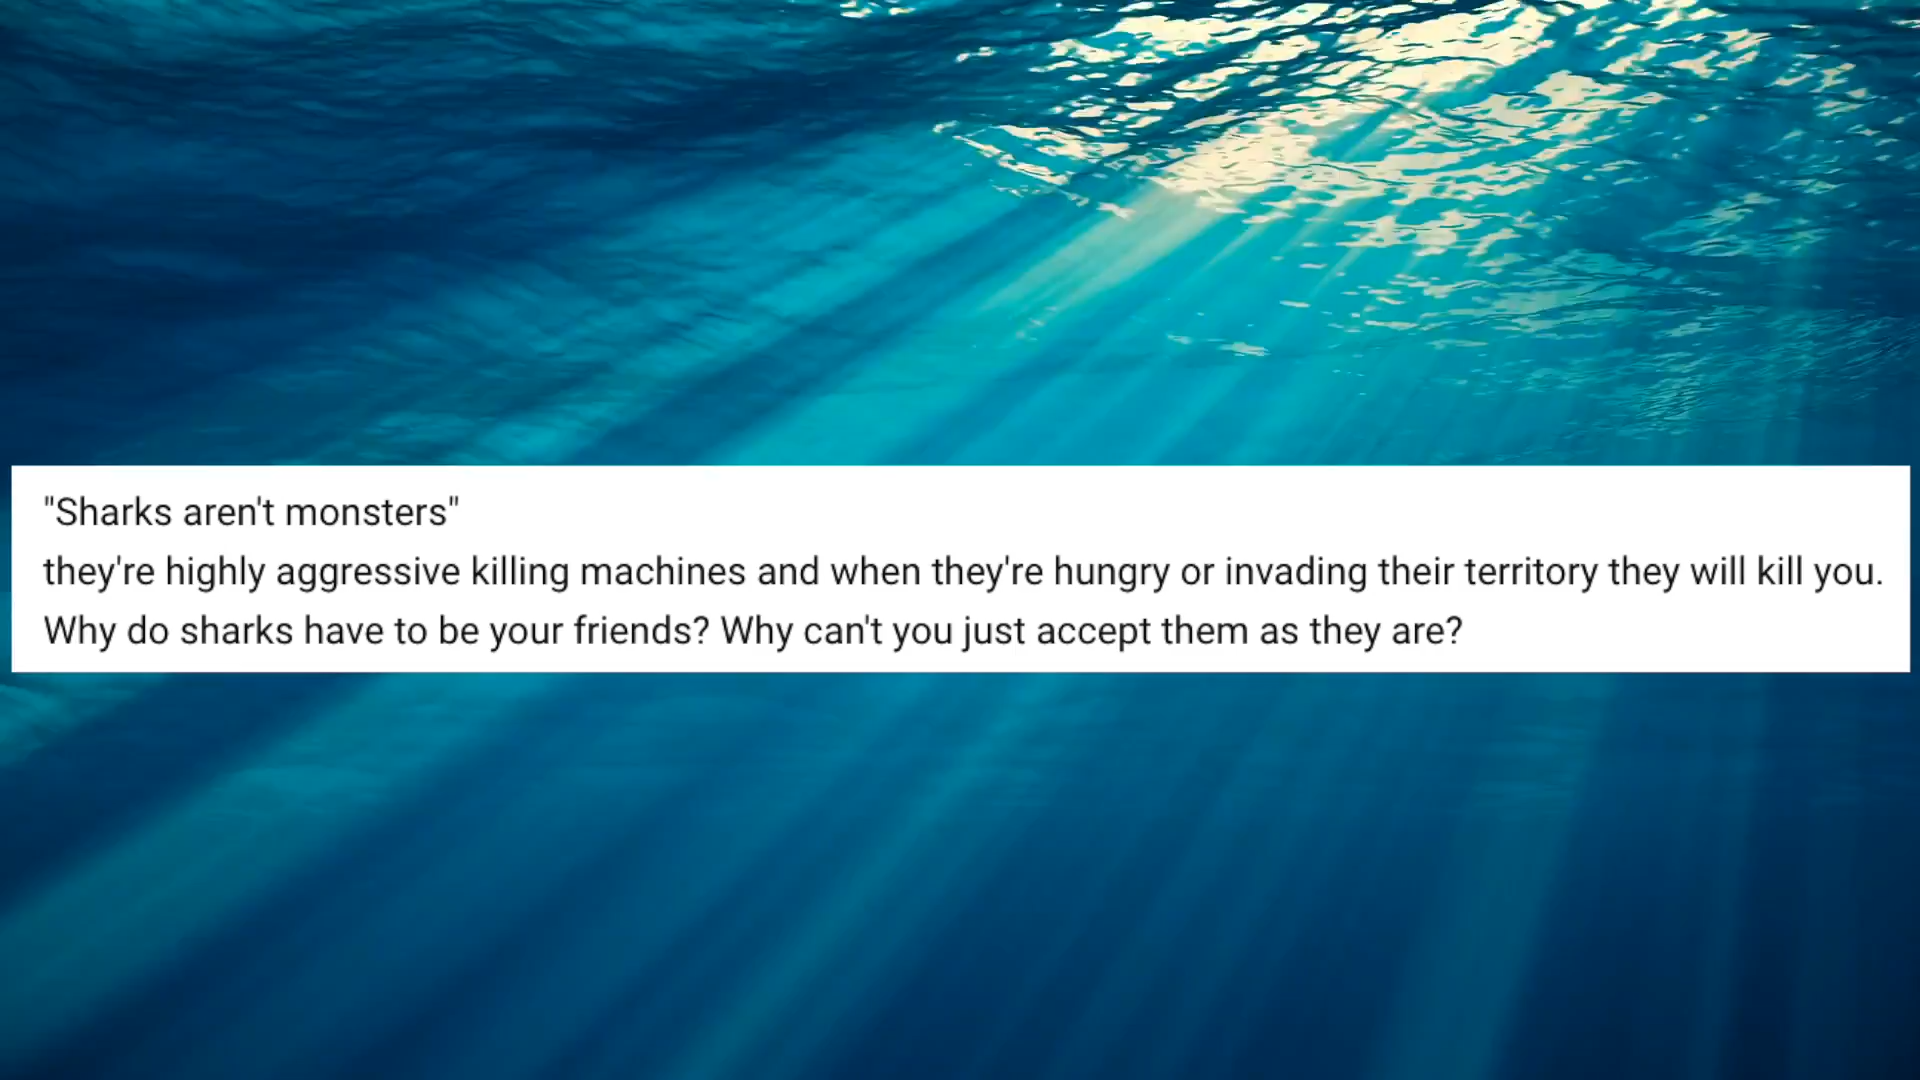 "Sharks aren't monsters"
they're highly aggressive killing machines and when they're hungry or invading their territory they will kill you.
Why do sharks have to be your friends? Why can't you just accept them as they are?